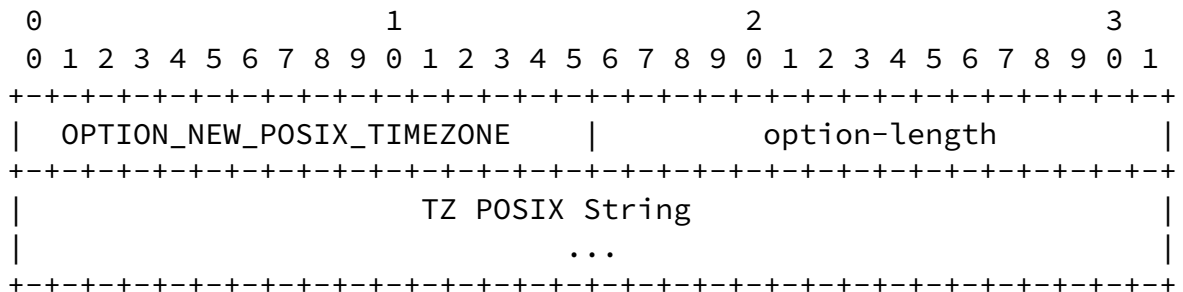 0                   1                   2                   3
 0 1 2 3 4 5 6 7 8 9 0 1 2 3 4 5 6 7 8 9 0 1 2 3 4 5 6 7 8 9 0 1
+-+-+-+-+-+-+-+-+-+-+-+-+-+-+-+-+-+-+-+-+-+-+-+-+-+-+-+-+-+-+-+-+
|  OPTION_NEW_POSIX_TIMEZONE    |         option-length         |
+-+-+-+-+-+-+-+-+-+-+-+-+-+-+-+-+-+-+-+-+-+-+-+-+-+-+-+-+-+-+-+-+
|                      TZ POSIX String                          |
|                              ...                              |
+-+-+-+-+-+-+-+-+-+-+-+-+-+-+-+-+-+-+-+-+-+-+-+-+-+-+-+-+-+-+-+-+